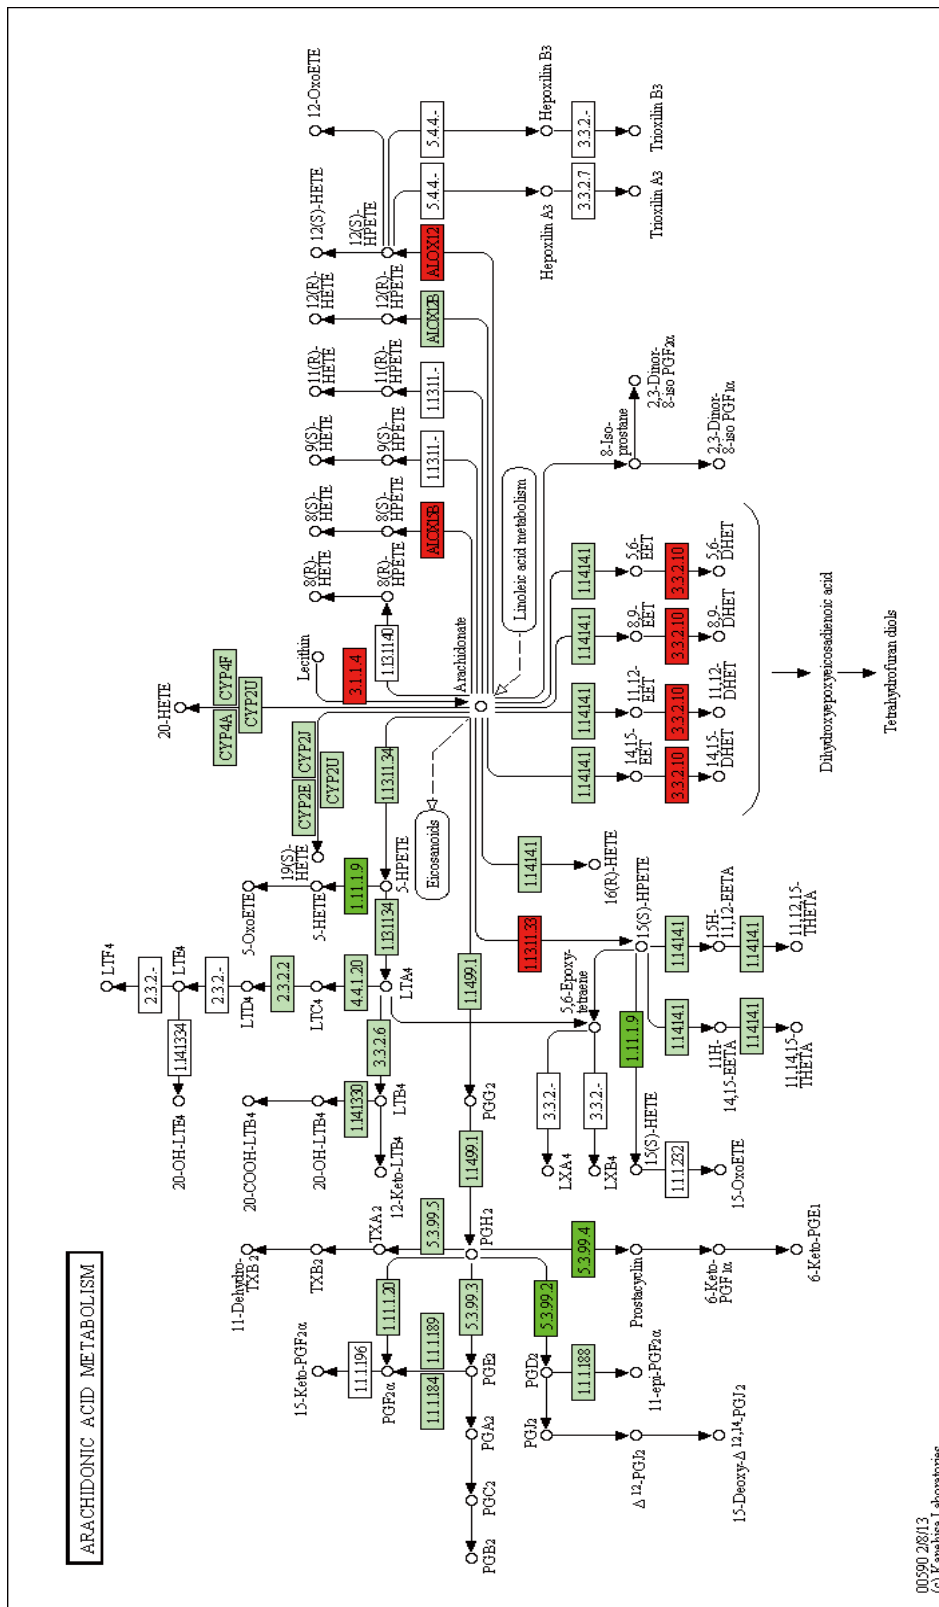 ARACHIDONIC ACID METABOLISM
LTF4
2.3.2.-
20-OH-LTE4
1.14.13.34
LTE4
2.3.2.-
20-HETE
CYP4A
CYP4F
CYP2U
11-Dehydro-
TXB2
20-COOH-LTB4
LTD4
2.3.2.2
5-OxoETE
15-Keto-PGF2α
TXB2
20-OH-LTB4
LTC4
5-HETE
19(S)-
HETE
CYP2E
CYP2J
CYP2U
Lecithin
8(R)-
HETE
8(S)-
HETE
9(S)-
HETE
11(R)-
HETE
12(R)-
HETE
12(S)-HETE
12-OxoETE
1.1.1.196
1.14.13.30
4.4.1.20
1.11.1.9
3.1.1.4
PGF2α
1.11.1.20
TXA2
12-Keto-LTB4
LTB4
3.3.2.6
LTA4
1.13.11.34
5-HPETE
1.13.11.34
8(R)-
HPETE
8(S)-
HPETE
9(S)-
HPETE
11(R)-
HPETE
12(R)-
HPETE
12(S)-
HPETE
1.1.1.184
1.1.1.189
5.3.99.5
1.13.11.40
ALOX15B
1.13.11.-
1.13.11.-
ALOX12B
ALOX12
5.4.4.-
5.4.4.-
Eicosanoids
Arachidonate
PGB2
PGC2
PGA2
PGE2
5.3.99.3
PGH2
1.14.99.1
PGG2
1.14.99.1
Linoleic acid metabolism
PGJ2
PGD2
5.3.99.2
1.13.11.33
1.14.14.1
16(R)-HETE
Hepoxilin A3
Hepoxilin B3
3.3.2.-
3.3.2.-
5,6-Epoxy-
tetraene
1.1.1.188
5.3.99.4
LXA4
LXB4
1.14.14.1
1.14.14.1
1.14.14.1
1.14.14.1
3.3.2.7
3.3.2.-
8-Iso-
prostane
Δ12-PGJ2
11-epi-PGF2α
Prostacyclin
15(S)-HETE
1.11.1.9
15(S)-HPETE
14,15-
EET
11,12-
EET
8,9-
EET
5,6-
EET
Trioxilin A3
Trioxilin B3
2,3-Dinor-
8-iso PGF2α
1.1.1.232
1.14.14.1
1.14.14.1
3.3.2.10
3.3.2.10
3.3.2.10
3.3.2.10
15-Deoxy-Δ12,14-PGJ2
6-Keto-
PGF1α
15-OxoETE
11H-
14,15-EETA
15H-
11,12-EETA
14,15-
DHET
11,12-
DHET
8,9-
DHET
5,6-
DHET
2,3-Dinor-
8-iso PGF1α
1.14.14.1
1.14.14.1
6-Keto-PGE1
11,14,15-
THETA
11,12,15-
THETA
Dihydroxyepoxyeicosadienoic acid
Tetrahydrofuran diols
00590 2/8/13
(c) Kanehisa Laboratories